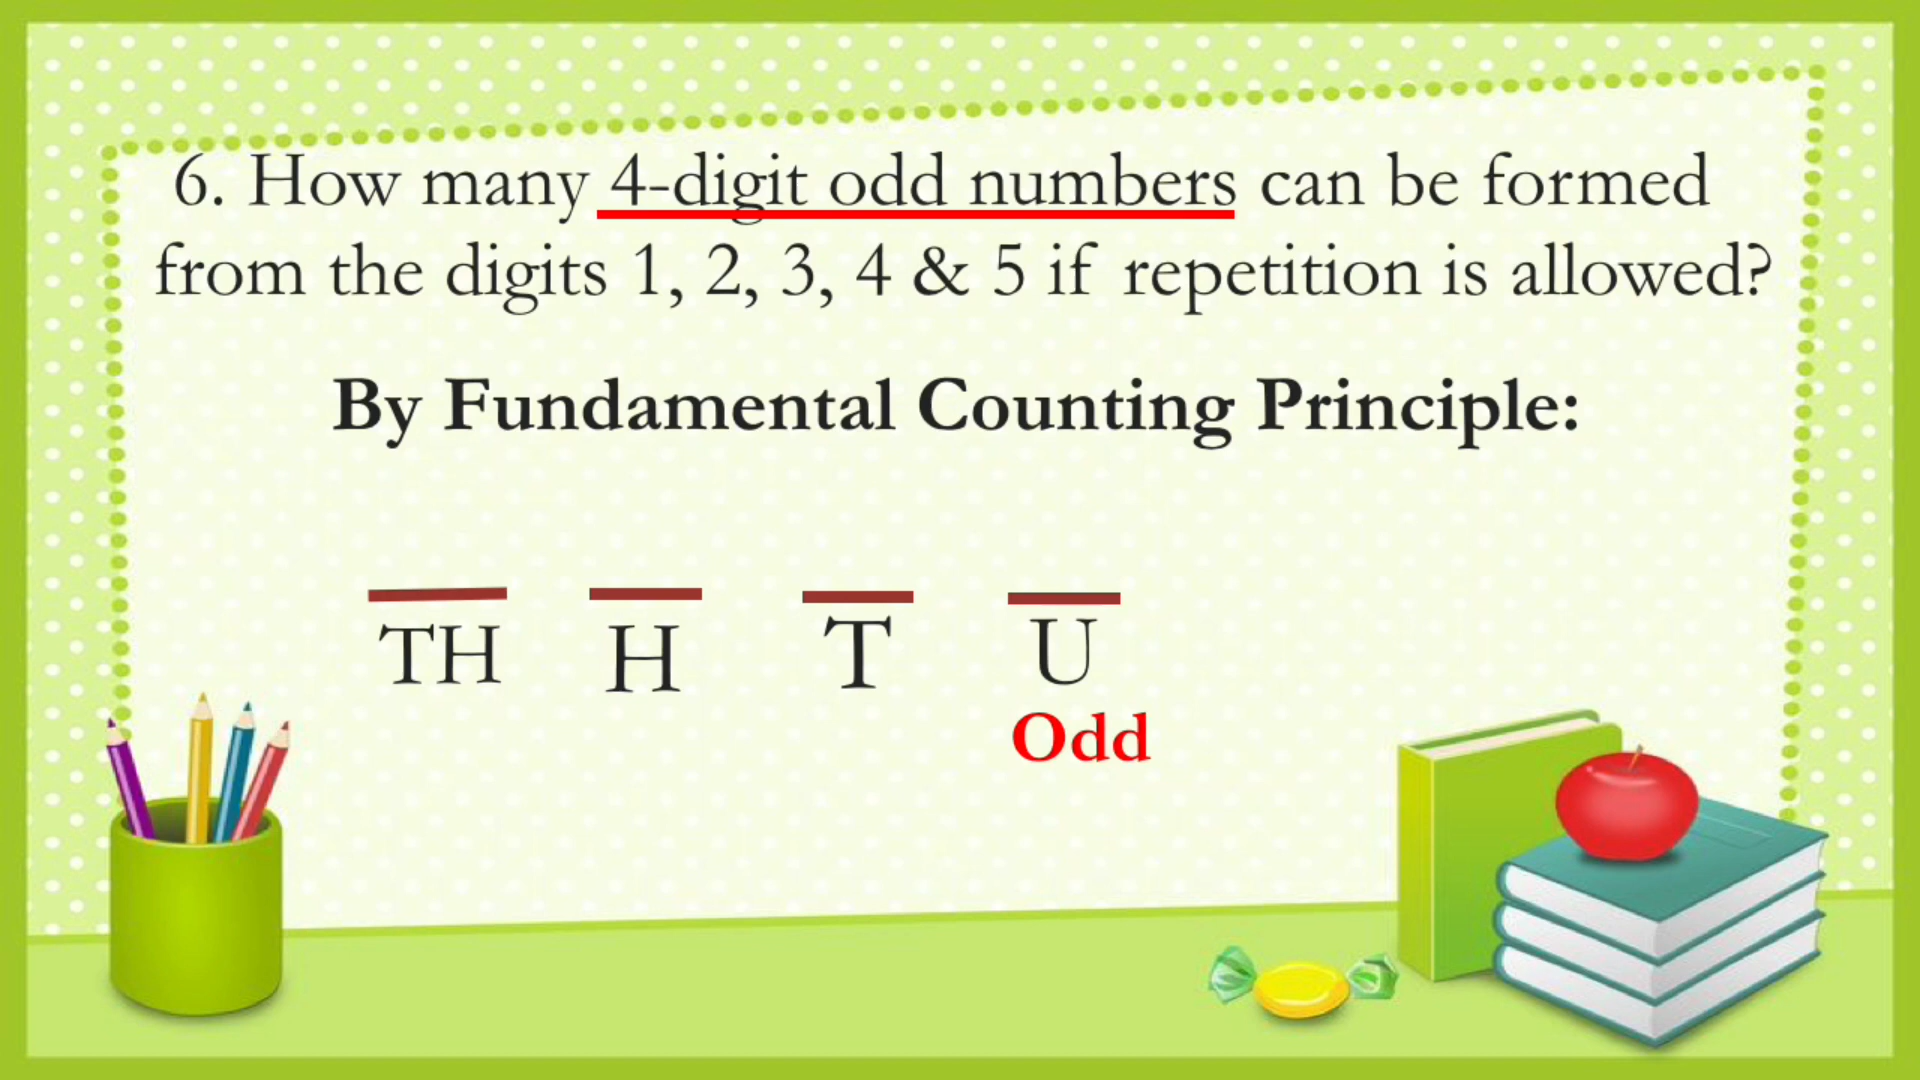 6. How many 4-digit odd numbers can be formed
from the digits 1, 2, 3, 4 & 5 if repetition is allowed?
By Fundamental Counting Principle:
TH H T U
Odd